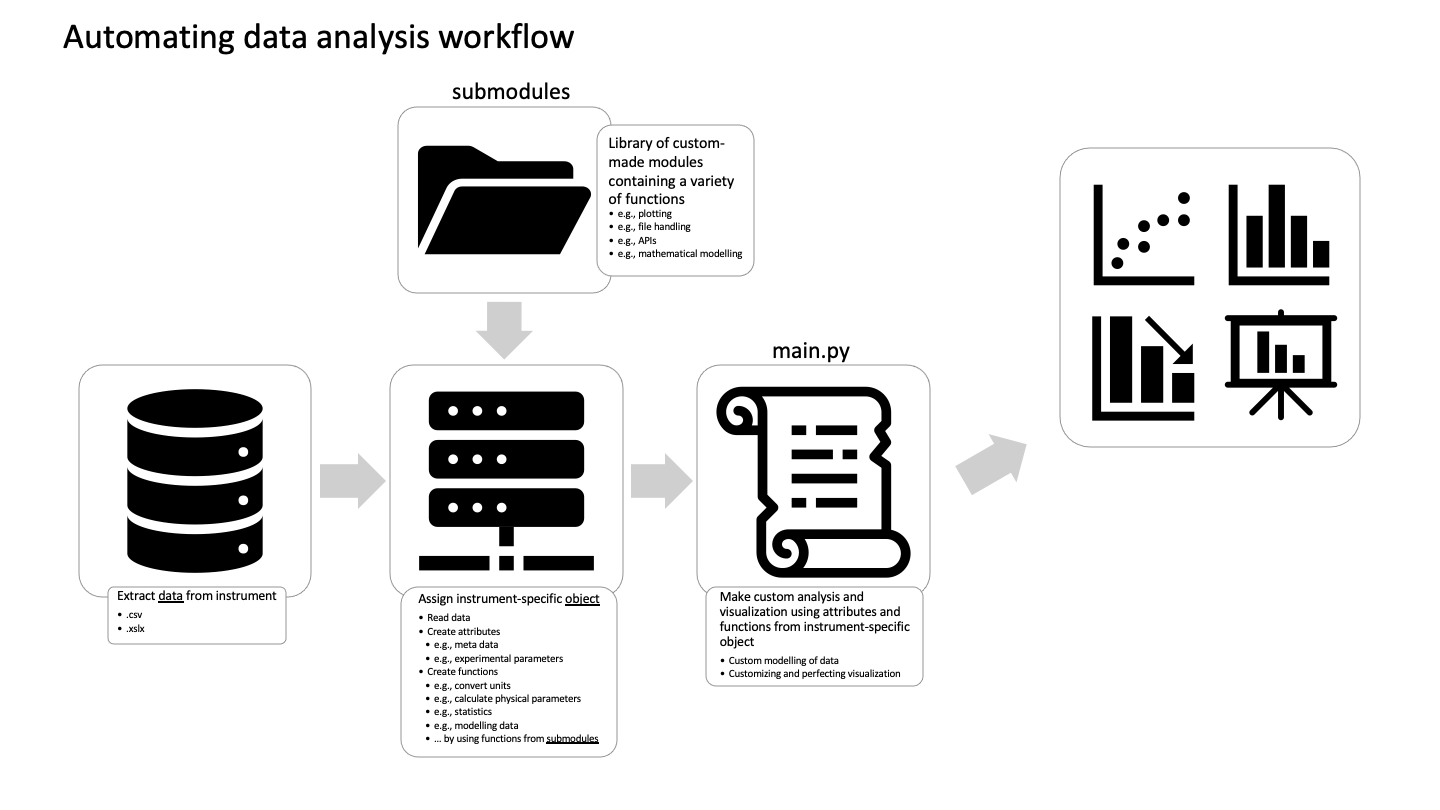 Automating data analysis workflow
submodules
Library of custom-
made modules
containing a variety
of functions
• e.g., plotting
• e.g., file handling
• e.g., APIs
• e.g., mathematical modelling
main.py
Extract data from instrument
• .csv
• .xslx
Assign instrument-specific object
• Read data
• Create attributes
• e.g., meta data
• e.g., experimental parameters
• Create functions
• e.g., convert units
• e.g., calculate physical parameters
• e.g., statistics
• e.g., modelling data
• ... by using functions from submodules
Make custom analysis and
visualization using attributes and
functions from instrument-specific
object
• Custom modelling of data
• Customizing and perfecting visualization